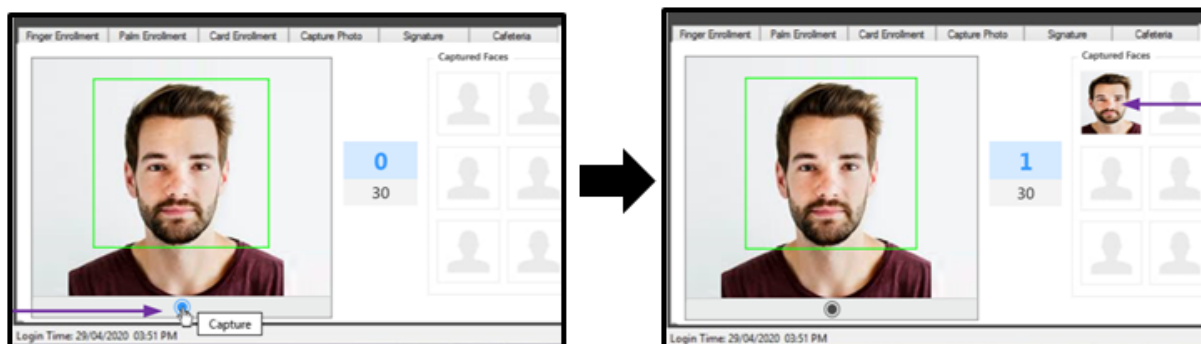 Finger Enrollment Palm Enrollment Card Enrollment Capture Photo Signature Cafeteria
Captured Faces
0
30
Capture
Login Time: 29/04/2020 03:51 PM
Finger Enrollment Palm Enrollment Card Enrollment Capture Photo Signature Cafeteria
Captured Faces
1
30
Login Time: 29/04/2020 03:51 PM